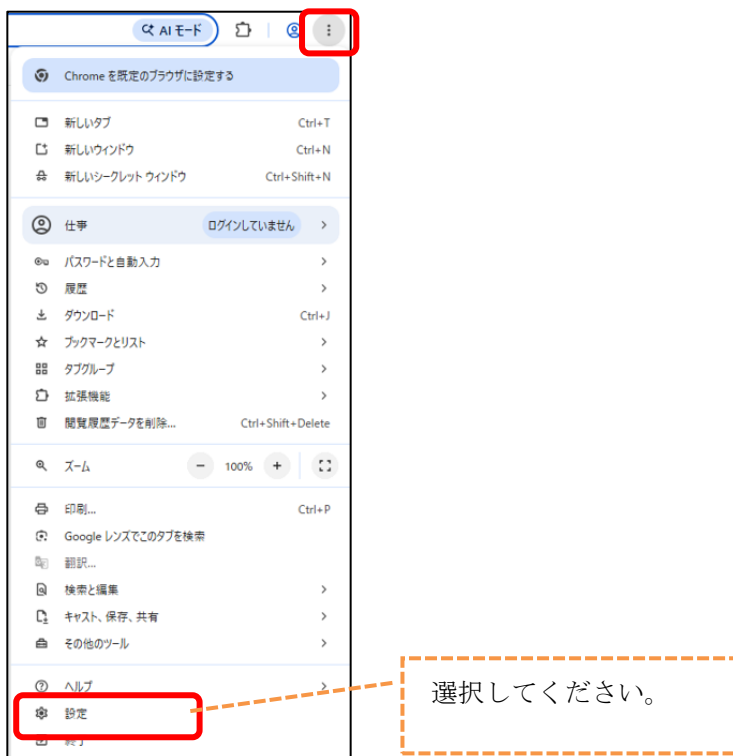 AI モード
Chrome を既定のブラウザに設定する
新しいタブ Ctrl+T
新しいウィンドウ Ctrl+N
新しいシークレット ウィンドウ Ctrl+Shift+N
仕事 ログインしていません
パスワードと自動入力
履歴
ダウンロード Ctrl+J
ブックマークとリスト
タブグループ
拡張機能
閲覧履歴データを削除... Ctrl+Shift+Delete
ズーム - 100% +
印刷... Ctrl+P
Google レンズでこのタブを検索
翻訳...
検索と編集
キャスト、保存、共有
その他のツール
ヘルプ
設定
選択してください。
終了